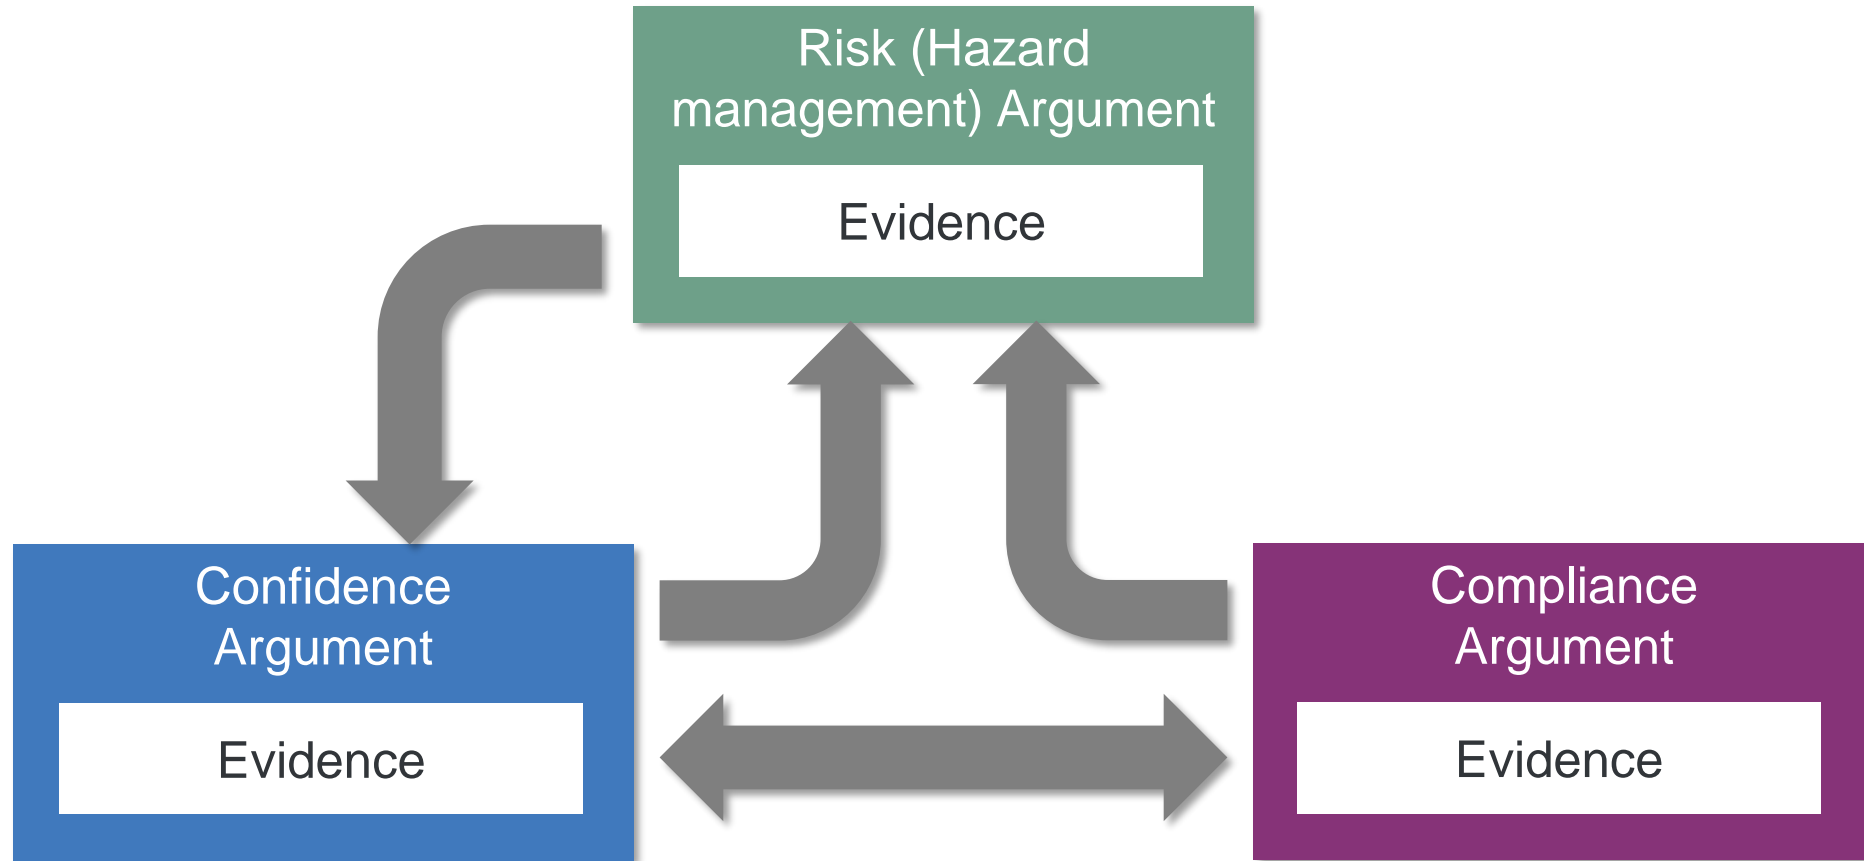 Risk (Hazard
management) Argument
Evidence
Confidence
Argument
Evidence
Compliance
Argument
Evidence